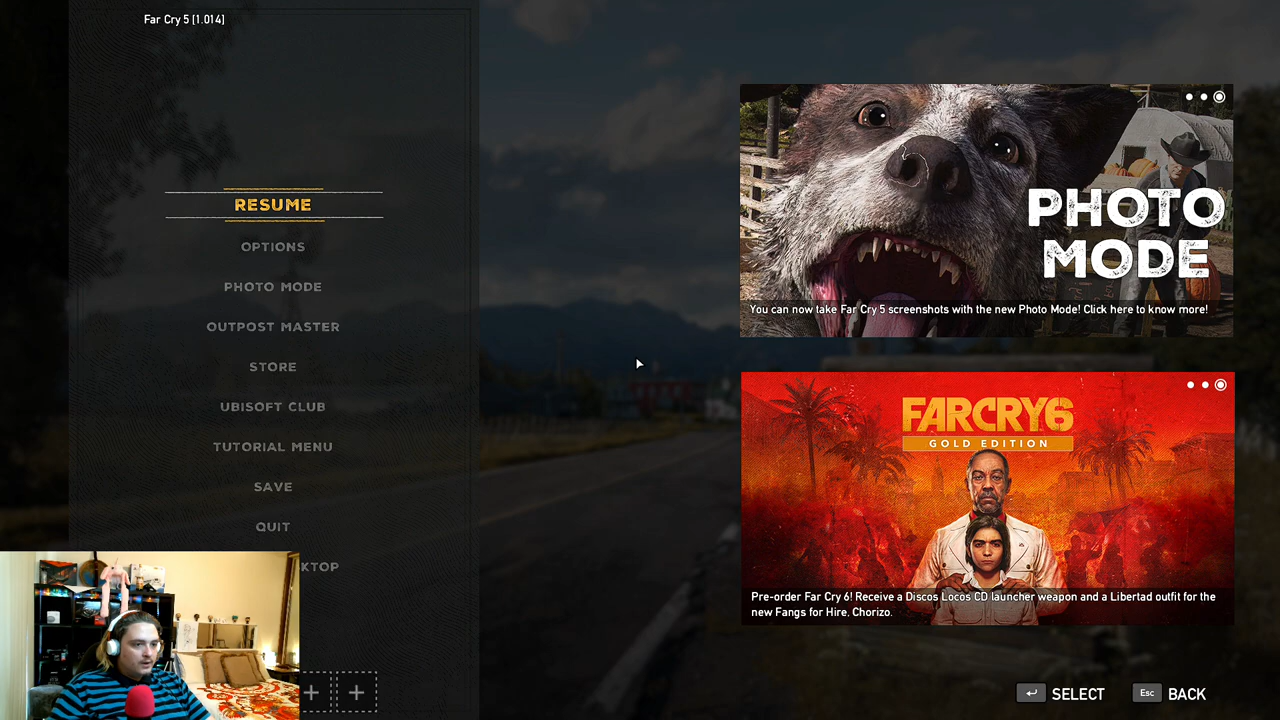 Far Cry 5 [1.014]
RESUME
OPTIONS
PHOTO MODE
OUTPOST MASTER
STORE
UBISOFT CLUB
TUTORIAL MENU
SAVE
QUIT
KTOP
PHOTO
MODE
You can now take Far Cry 5 screenshots with the new Photo Mode! Click here to know more!
FARCRY6
GOLD EDITION
Pre-order Far Cry 6! Receive a Discos Locos CD launcher weapon and a Libertad outfit for the
new Fangs for Hire, Chorizo.
SELECT
Esc BACK